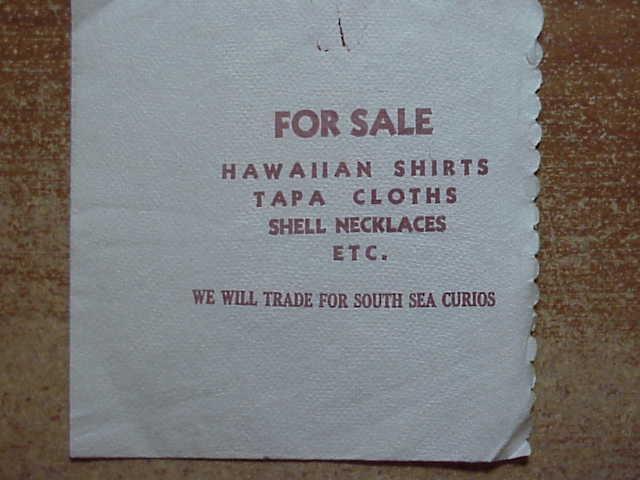 FOR SALE
HAWAIIAN SHIRTS
TAPA CLOTHS
SHELL NECKLACES
ETC.
WE WILL TRADE FOR SOUTH SEA CURIOS